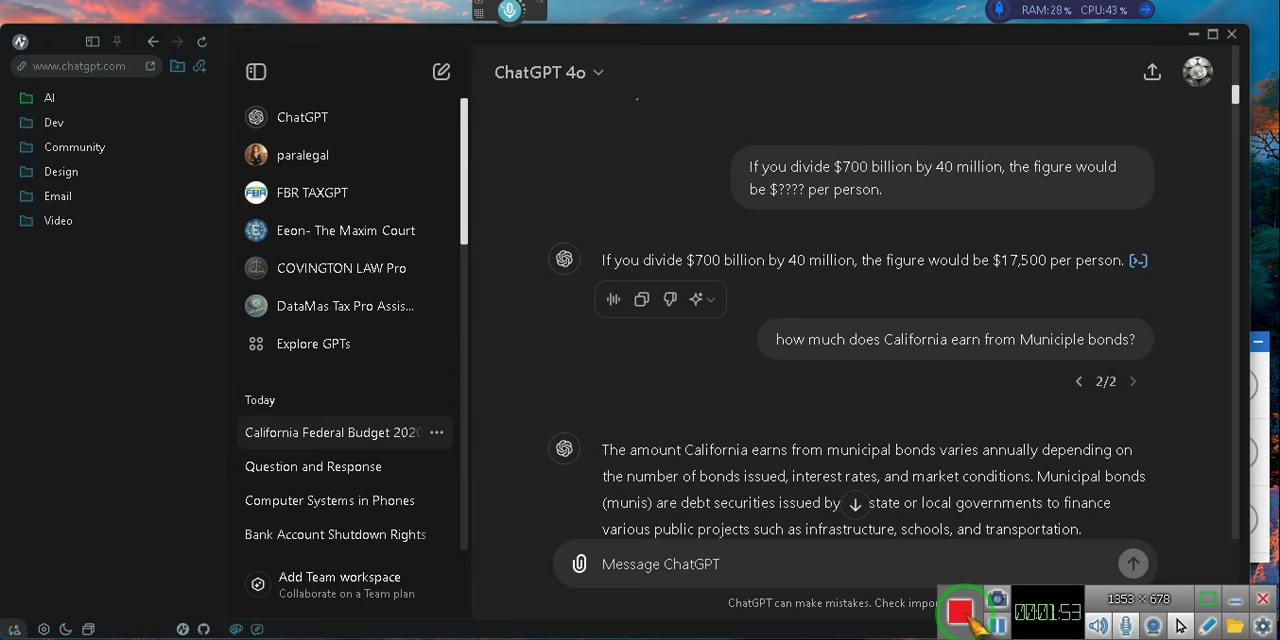 RAM:28% CPU:43%
www.chatgpt.com
AI
Dev
Community
Design
Email
Video
ChatGPT
paralegal
FBR TAXGPT
Eeon- The Maxim Court
COVINGTON LAW Pro
DataMas Tax Pro Assis...
Explore GPTs
Today
California Federal Budget 202
Question and Response
Computer Systems in Phones
Bank Account Shutdown Rights
Add Team workspace
Collaborate on a Team plan
ChatGPT 4o
If you divide $700 billion by 40 million, the figure would
be $???? per person.
If you divide $700 billion by 40 million, the figure would be $17,500 per person.
how much does California earn from Municiple bonds?
2/2
The amount California earns from municipal bonds varies annually depending on
the number of bonds issued, interest rates, and market conditions. Municipal bonds
(munis) are debt securities issued by state or local governments to finance
various public projects such as infrastructure, schools, and transportation.
Message ChatGPT
ChatGPT can make mistakes. Check impor
00:01:53
1353 × 678